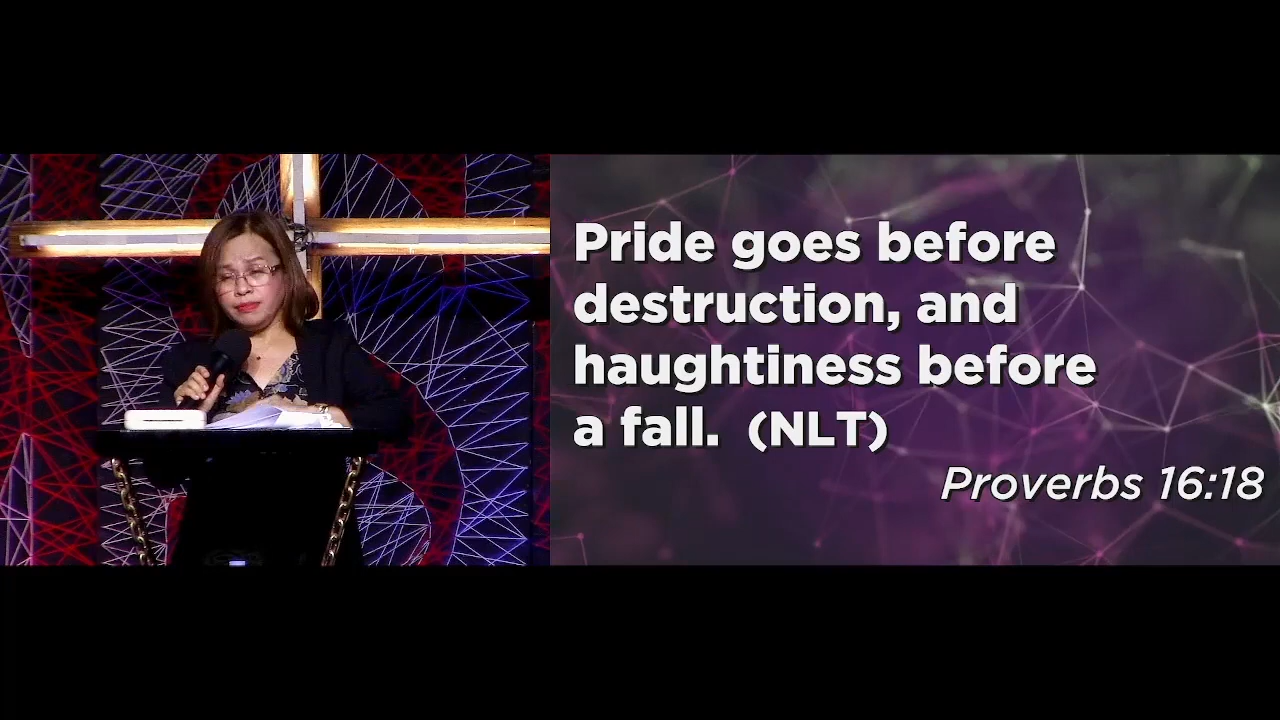 Pride goes before
destruction, and
haughtiness before
a fall. (NLT)
Proverbs 16:18